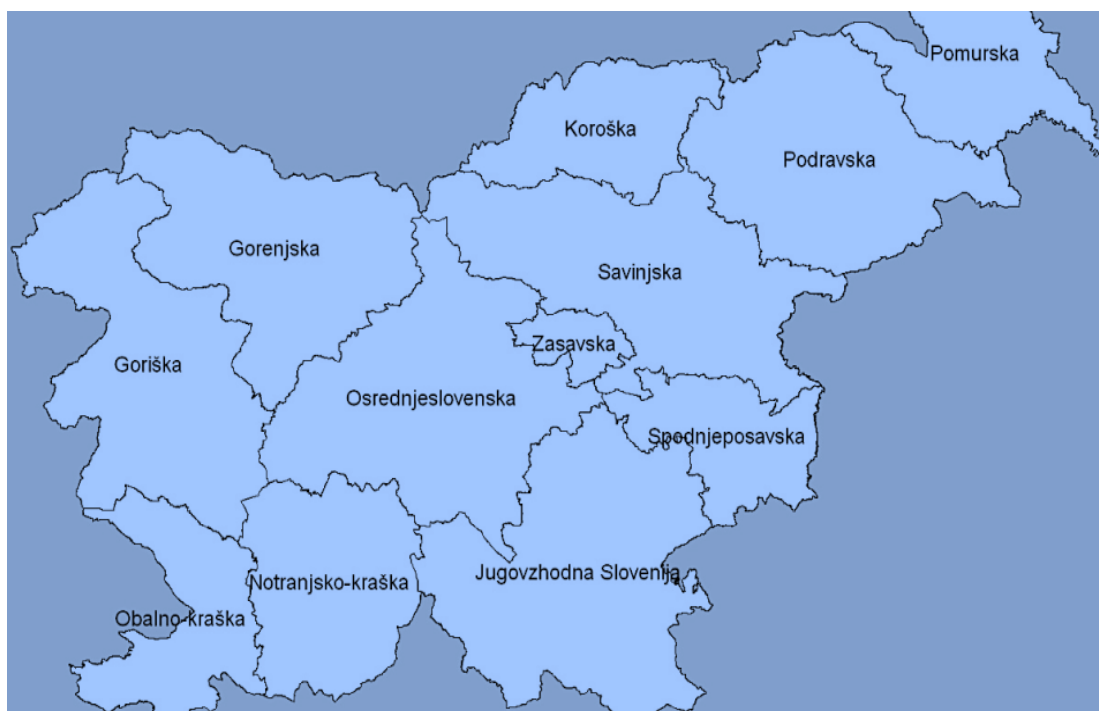 Pomurska
Koroška
Podravska
Gorenjska
Savinjska
Zasavska
Goriška
Osrednjeslovenska
Spodnjeposavska
Jugovzhodna Slovenija
Notranjsko-kraška
Obalno-kraška